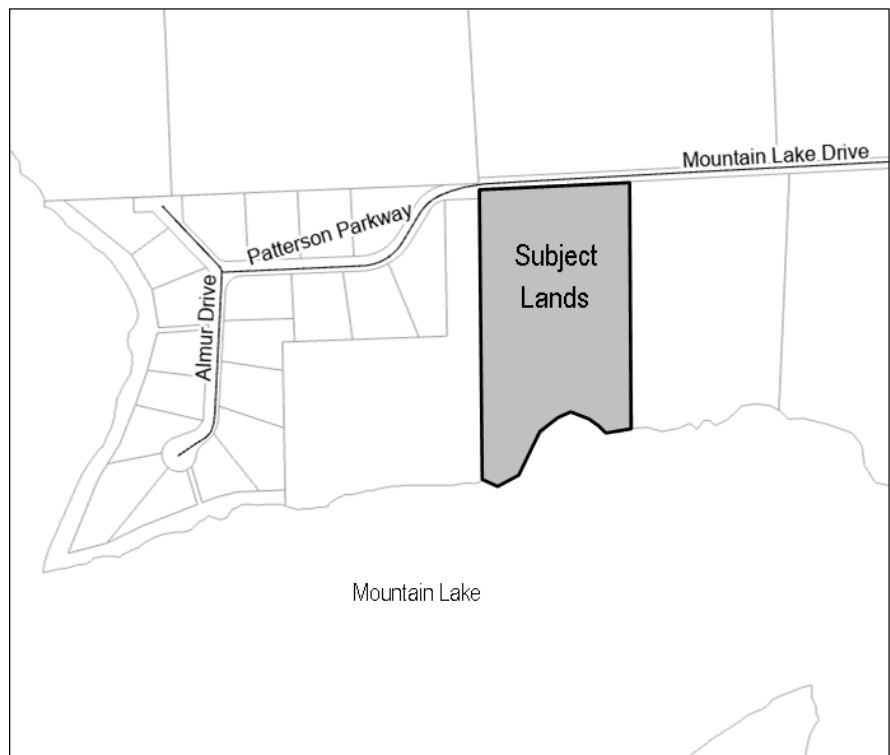 Mountain Lake Drive
Patterson Parkway
Subject
Lands
Almur Drive
Mountain Lake